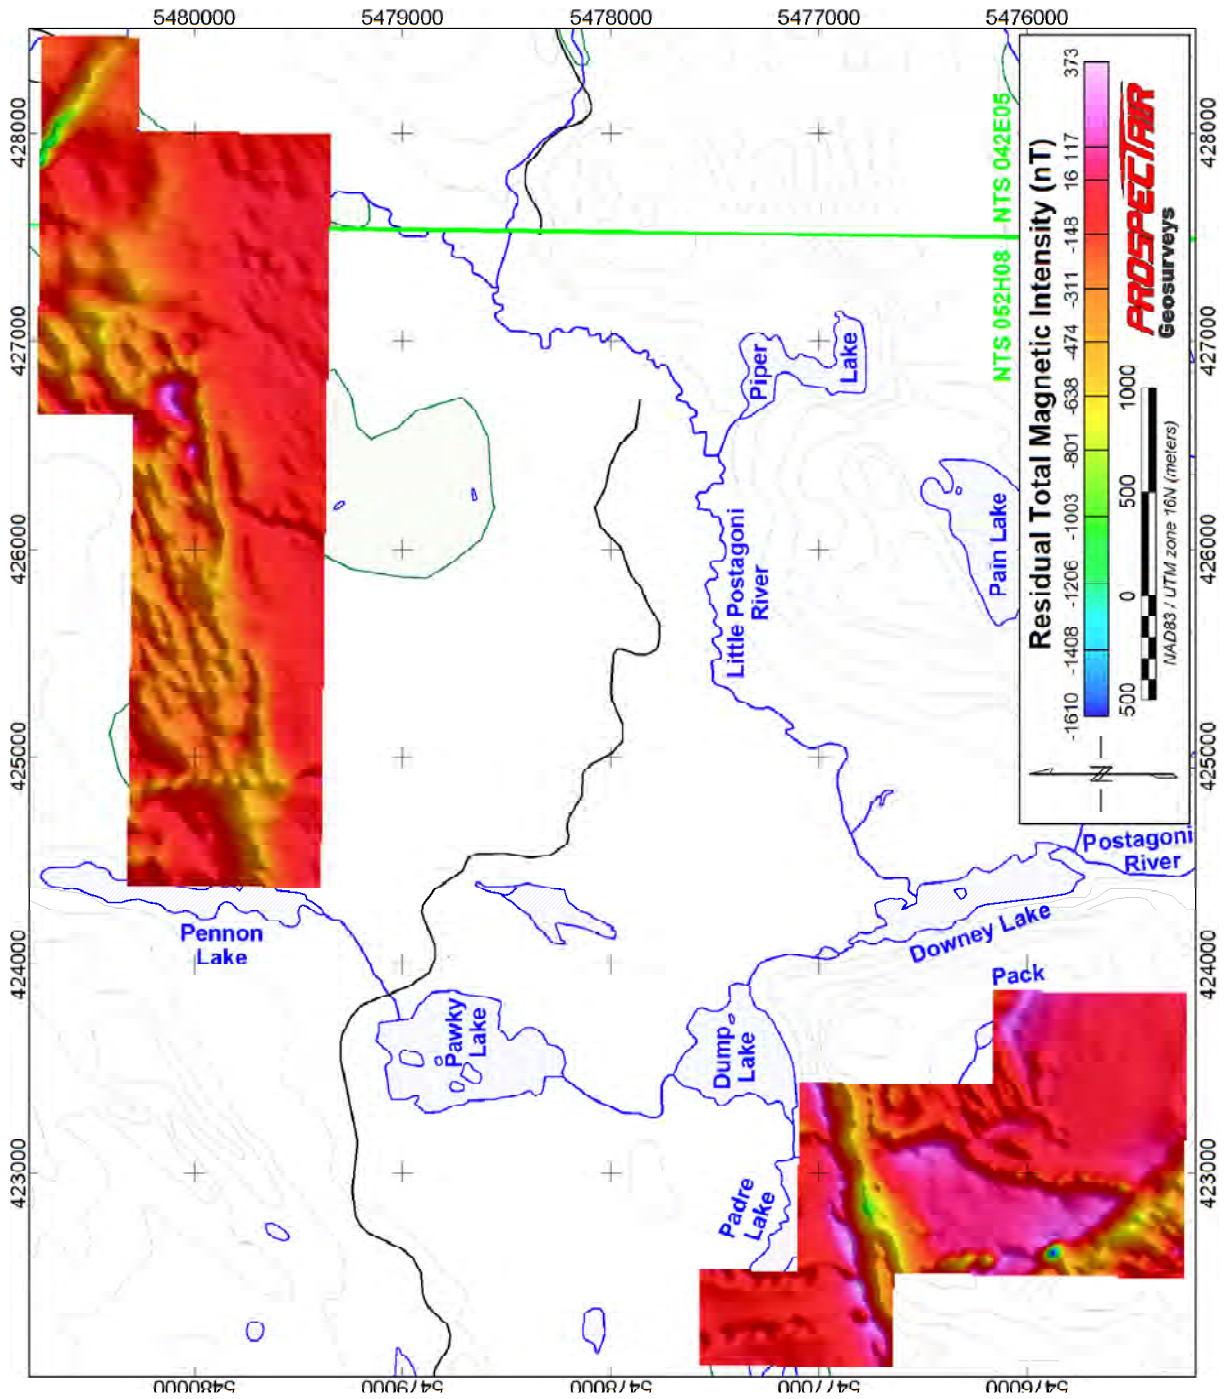 5480000
5479000
5478000
5477000
5476000
428000
427000
426000
425000
424000
423000
428000
427000
426000
425000
424000
423000
5480000
5479000
5478000
5477000
5476000
NTS 052H08
NTS 042E05
Piper
Lake
Little Postagoni
River
Pain Lake
Pennon
Lake
Pawky
Lake
Dump
Lake
Padre
Lake
Downey Lake
Postagoni
River
Pack
Residual Total Magnetic Intensity (nT)
-1610
-1408
-1206
-1003
-801
-638
-474
-311
-148
16
117
373
500
0
500
1000
NAD83 / UTM zone 16N (meters)
N
PROSPECTAIR
Geosurveys